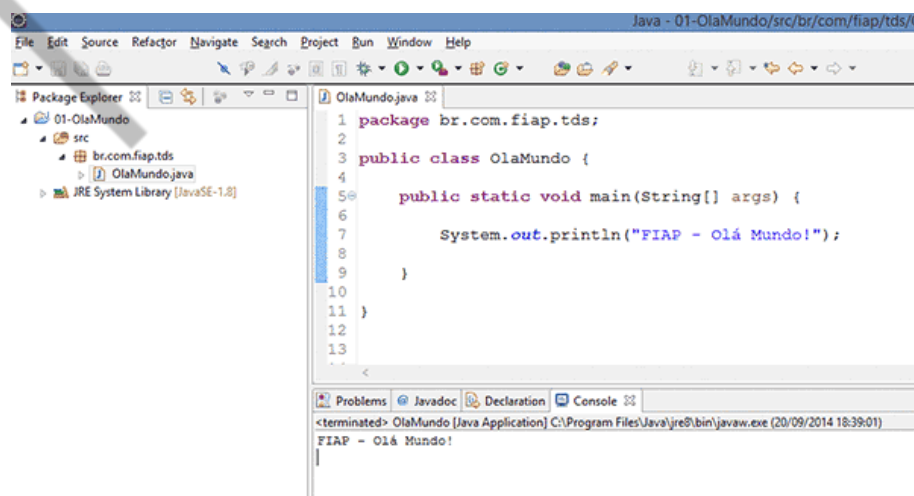 Java - 01-OlaMundo/src/br/com/fiap/tds/
File Edit Source Refactor Navigate Search Project Run Window Help
Package Explorer
01-OlaMundo
src
br.com.fiap.tds
OlaMundo.java
JRE System Library [JavaSE-1.8]
OlaMundo.java
1 package br.com.fiap.tds;
2
3 public class OlaMundo {
4
5 public static void main(String[] args) {
6
7 System.out.println("FIAP - Olá Mundo!");
8
9 }
10
11 }
12
13
Problems Javadoc Declaration Console
<terminated> OlaMundo [Java Application] C:\Program Files\Java\jre8\bin\javaw.exe (20/09/2014 18:39:01)
FIAP - Olá Mundo!